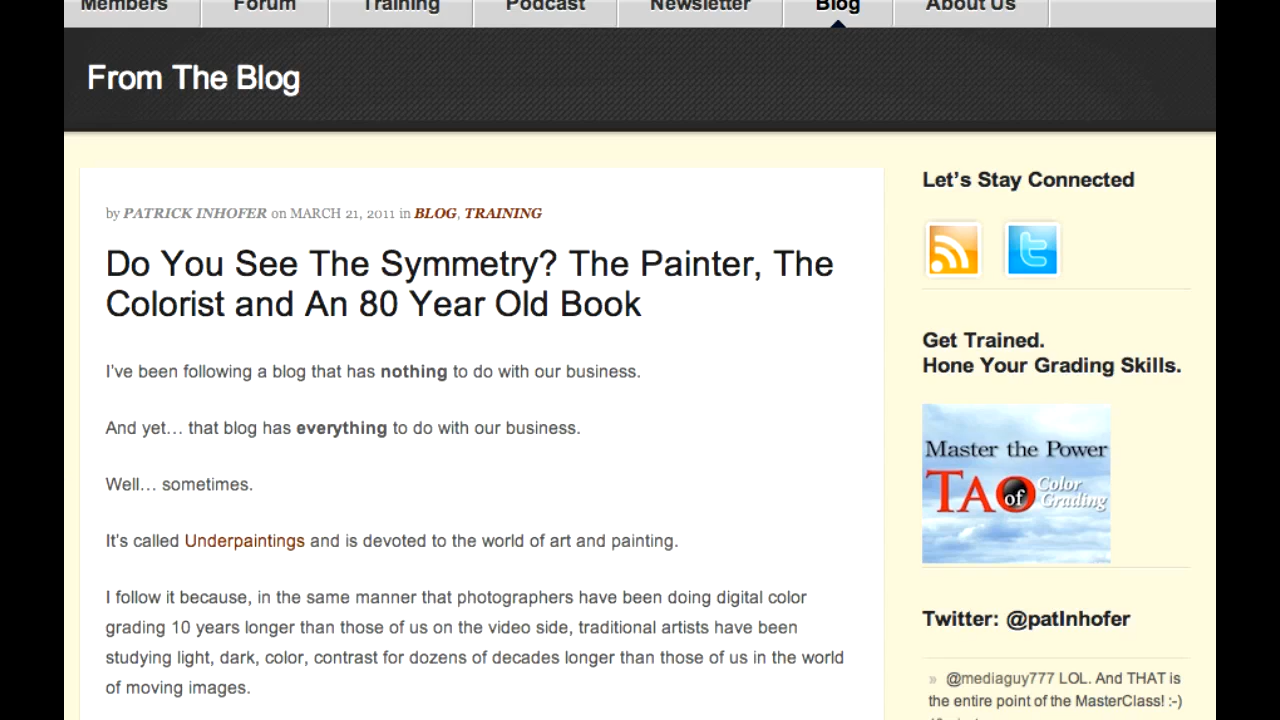 Members Forum Training Podcast Newsletter Blog About Us
From The Blog
by PATRICK INHOFER on MARCH 21, 2011 in BLOG, TRAINING
Do You See The Symmetry? The Painter, The
Colorist and An 80 Year Old Book
I've been following a blog that has nothing to do with our business.
And yet… that blog has everything to do with our business.
Well… sometimes.
It's called Underpaintings and is devoted to the world of art and painting.
I follow it because, in the same manner that photographers have been doing digital color
grading 10 years longer than those of us on the video side, traditional artists have been
studying light, dark, color, contrast for dozens of decades longer than those of us in the world
of moving images.
Let's Stay Connected
Get Trained.
Hone Your Grading Skills.
Master the Power
TAO of Color
Grading
Twitter: @patInhofer
» @mediaguy777 LOL. And THAT is
the entire point of the MasterClass! :-)